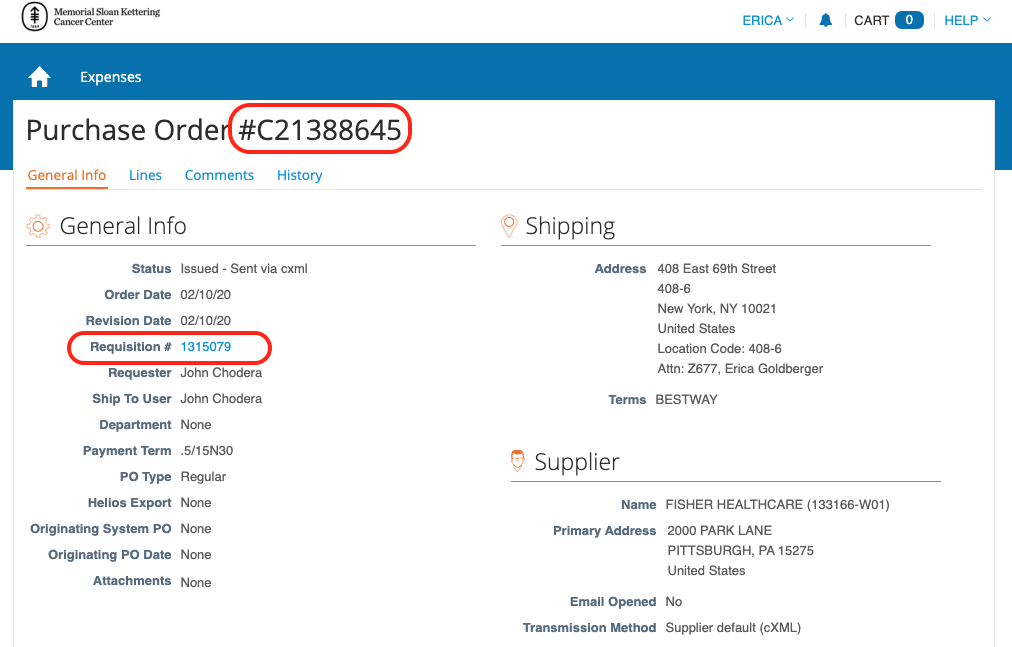 Memorial Sloan Kettering
Cancer Center
ERICA
CART 0
HELP
Expenses
Purchase Order #C21388645
General Info Lines Comments History
General Info
Status Issued - Sent via cxml
Order Date 02/10/20
Revision Date 02/10/20
Requisition # 1315079
Requester John Chodera
Ship To User John Chodera
Department None
Payment Term .5/15N30
PO Type Regular
Helios Export None
Originating System PO None
Originating PO Date None
Attachments None
Shipping
Address 408 East 69th Street
408-6
New York, NY 10021
United States
Location Code: 408-6
Attn: Z677, Erica Goldberger
Terms BESTWAY
Supplier
Name FISHER HEALTHCARE (133166-W01)
Primary Address 2000 PARK LANE
PITTSBURGH, PA 15275
United States
Email Opened No
Transmission Method Supplier default (cXML)